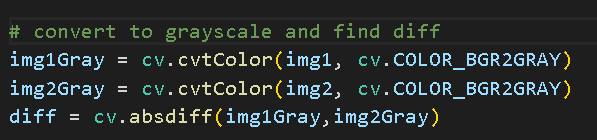 # convert to grayscale and find diff
img1Gray = cv.cvtColor(img1, cv.COLOR_BGR2GRAY)
img2Gray = cv.cvtColor(img2, cv.COLOR_BGR2GRAY)
diff = cv.absdiff(img1Gray,img2Gray)